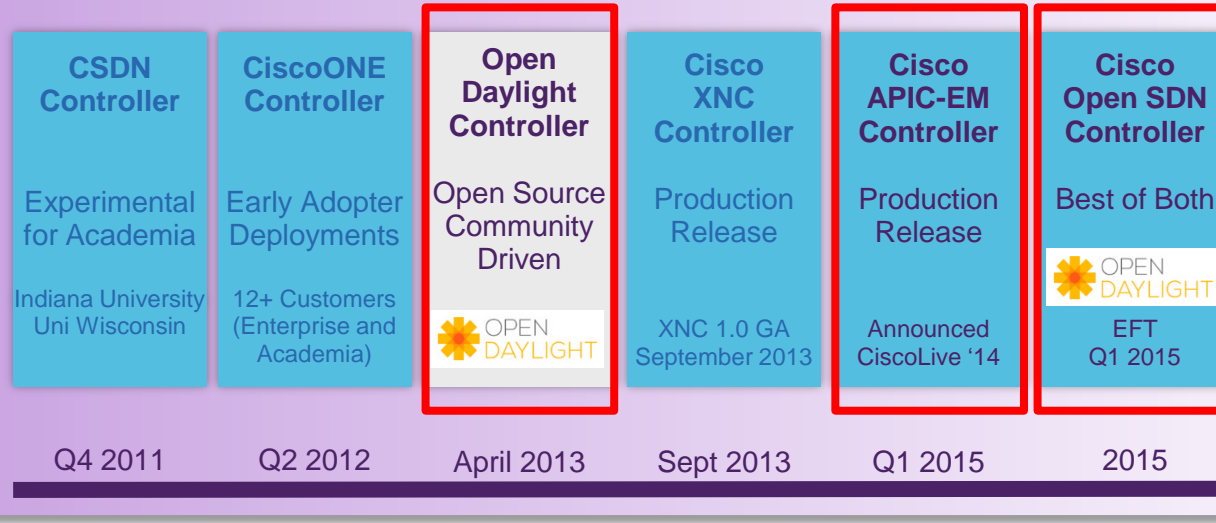 CSDN
Controller
Experimental
for Academia
Indiana University
Uni Wisconsin
Q4 2011
CiscoONE
Controller
Early Adopter
Deployments
12+ Customers
(Enterprise and
Academia)
Q2 2012
Open
Daylight
Controller
Open Source
Community
Driven
OPEN
DAYLIGHT
April 2013
Cisco
XNC
Controller
Production
Release
XNC 1.0 GA
September 2013
Sept 2013
Cisco
APIC-EM
Controller
Production
Release
Announced
CiscoLive ‘14
Q1 2015
Cisco
Open SDN
Controller
Best of Both
OPEN
DAYLIGHT
EFT
Q1 2015
2015